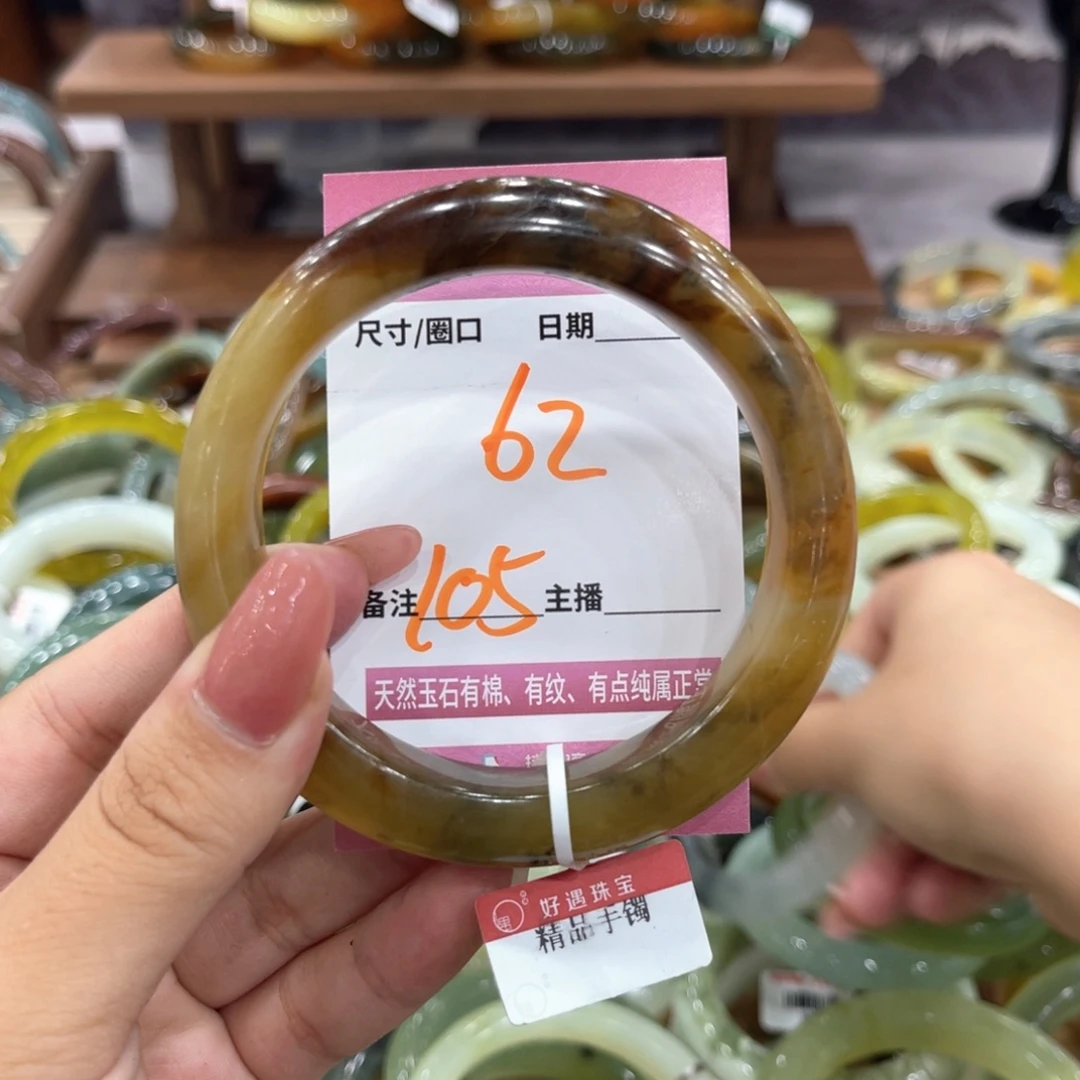 尺寸/圈口 日期
62
105
备注 主播
天然玉石有棉、有纹、有点纯属正常
好遇珠宝
精品手镯